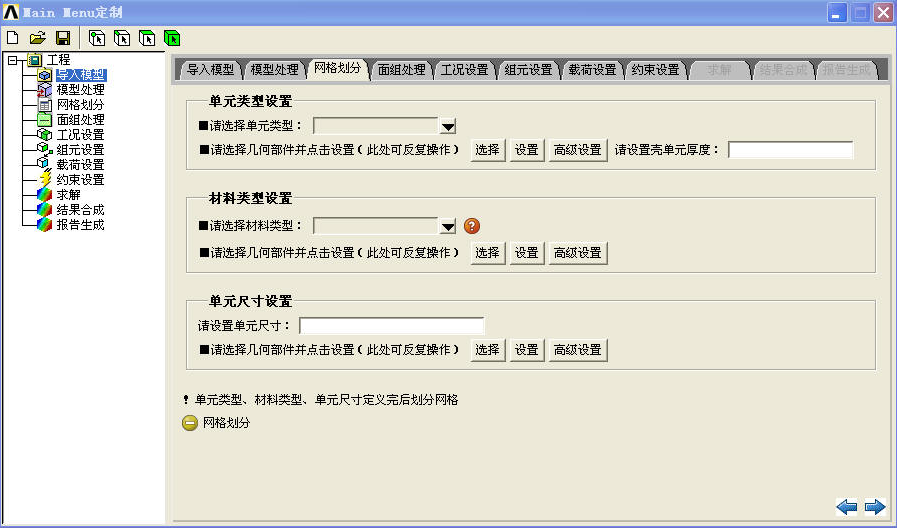 Main Menu定制
工程
导入模型
模型处理
网格划分
面组处理
工况设置
组元设置
载荷设置
约束设置
求解
结果合成
报告生成
导入模型 模型处理 网格划分 面组处理 工况设置 组元设置 载荷设置 约束设置 求解 结果合成 报告生成
单元类型设置
■请选择单元类型：
■请选择几何部件并点击设置(此处可反复操作) 选择 设置 高级设置 请设置壳单元厚度：
材料类型设置
■请选择材料类型：
■请选择几何部件并点击设置(此处可反复操作) 选择 设置 高级设置
单元尺寸设置
请设置单元尺寸：
■请选择几何部件并点击设置(此处可反复操作) 选择 设置 高级设置
! 单元类型、材料类型、单元尺寸定义完后划分网格
网格划分